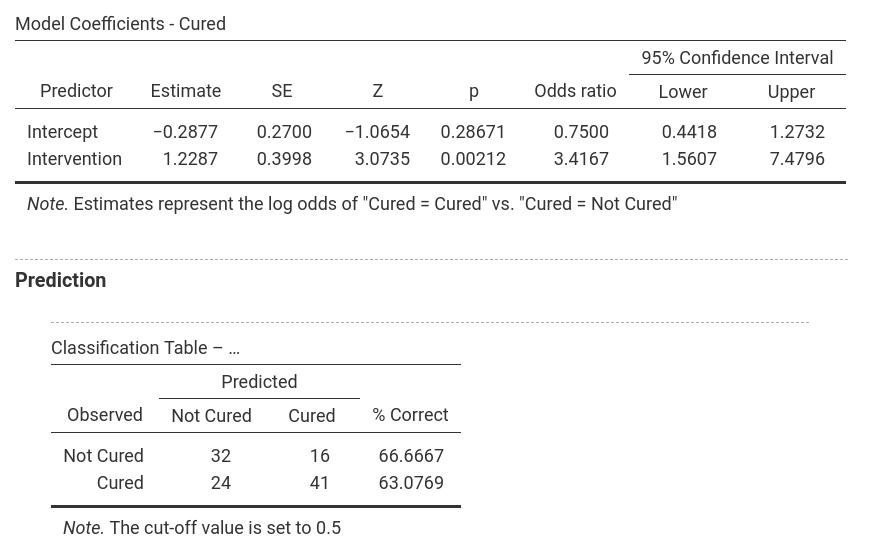 Model Coefficients - Cured
95% Confidence Interval
Predictor Estimate SE Z p Odds ratio Lower Upper
Intercept −0.2877 0.2700 −1.0654 0.28671 0.7500 0.4418 1.2732
Intervention 1.2287 0.3998 3.0735 0.00212 3.4167 1.5607 7.4796
Note. Estimates represent the log odds of "Cured = Cured" vs. "Cured = Not Cured"
Prediction
Classification Table – …
Predicted
Observed Not Cured Cured % Correct
Not Cured 32 16 66.6667
Cured 24 41 63.0769
Note. The cut-off value is set to 0.5